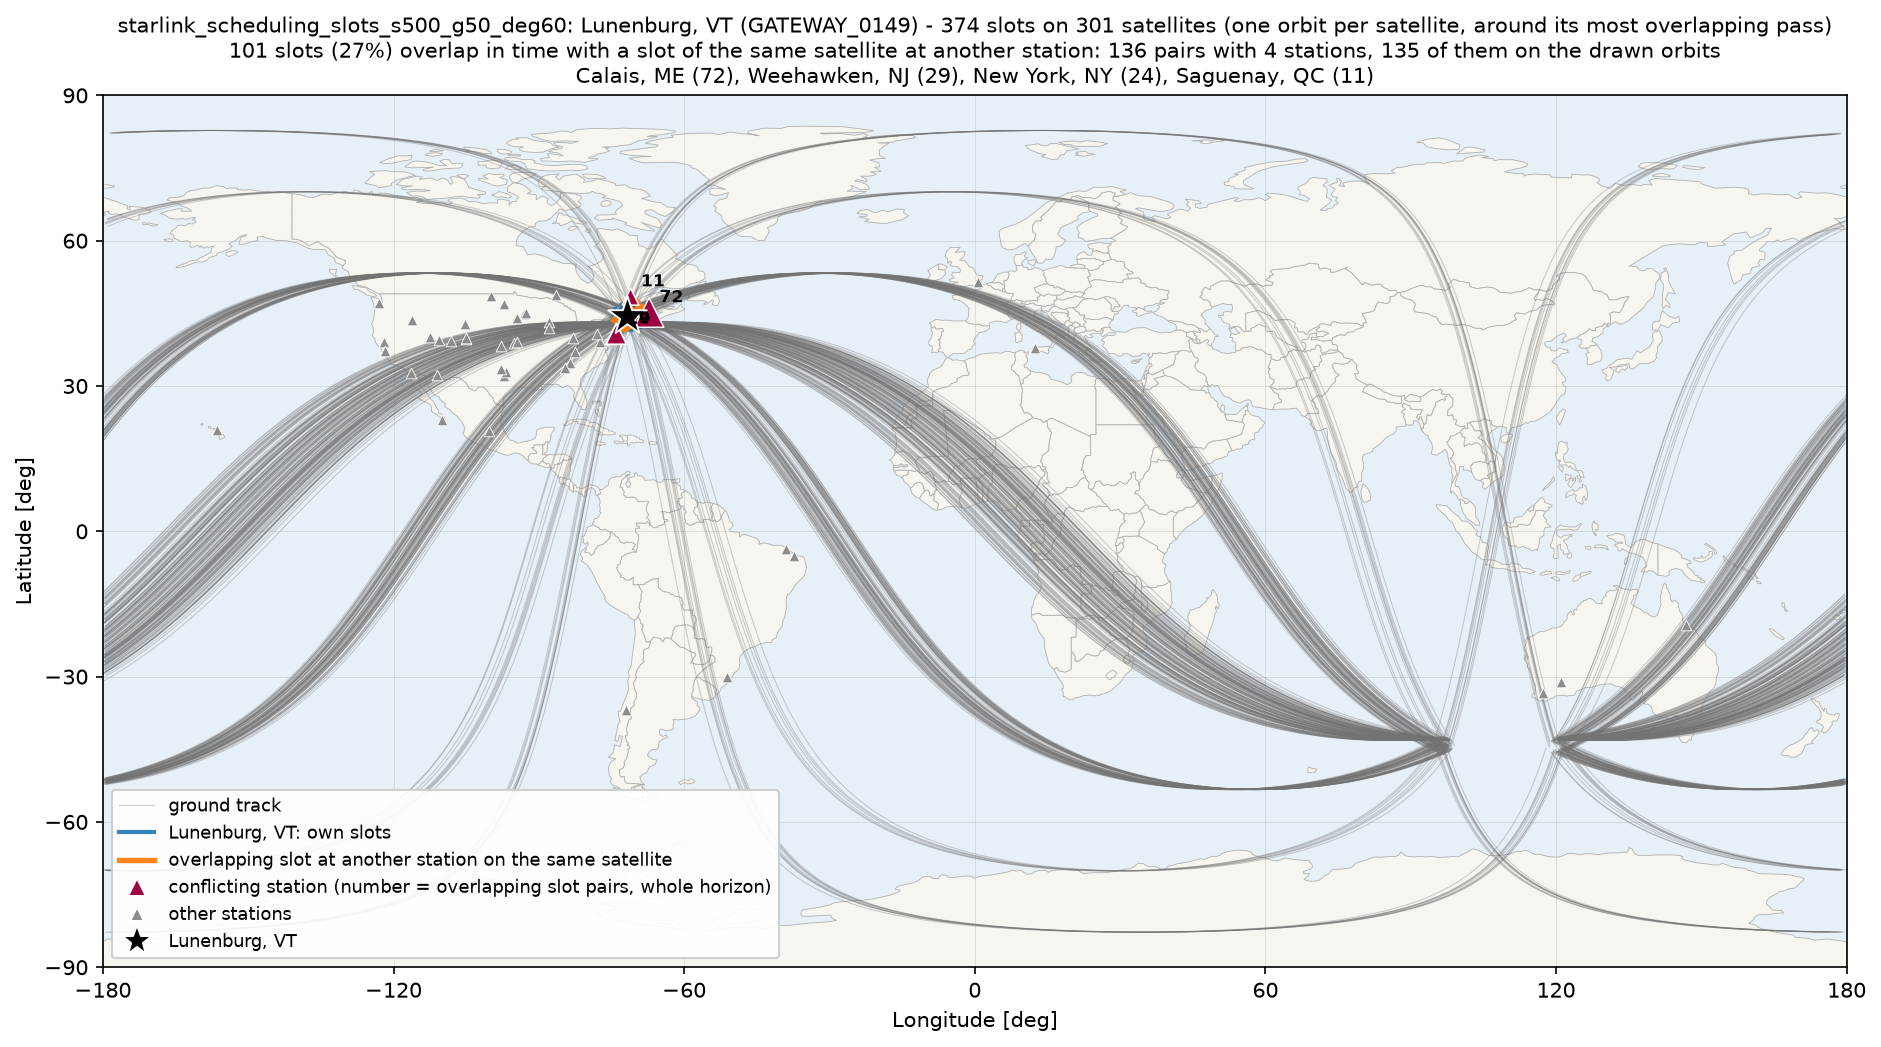 starlink_scheduling_slots_s500_g50_deg60: Lunenburg, VT (GATEWAY_0149) - 374 slots on 301 satellites (one orbit per satellite, around its most overlapping pass)
101 slots (27%) overlap in time with a slot of the same satellite at another station: 136 pairs with 4 stations, 135 of them on the drawn orbits
Calais, ME (72), Weehawken, NJ (29), New York, NY (24), Saguenay, QC (11)
90
60
30
0
−30
−60
−90
Latitude [deg]
11
72
ground track
Lunenburg, VT: own slots
overlapping slot at another station on the same satellite
conflicting station (number = overlapping slot pairs, whole horizon)
other stations
Lunenburg, VT
−180
−120
−60
0
60
120
180
Longitude [deg]